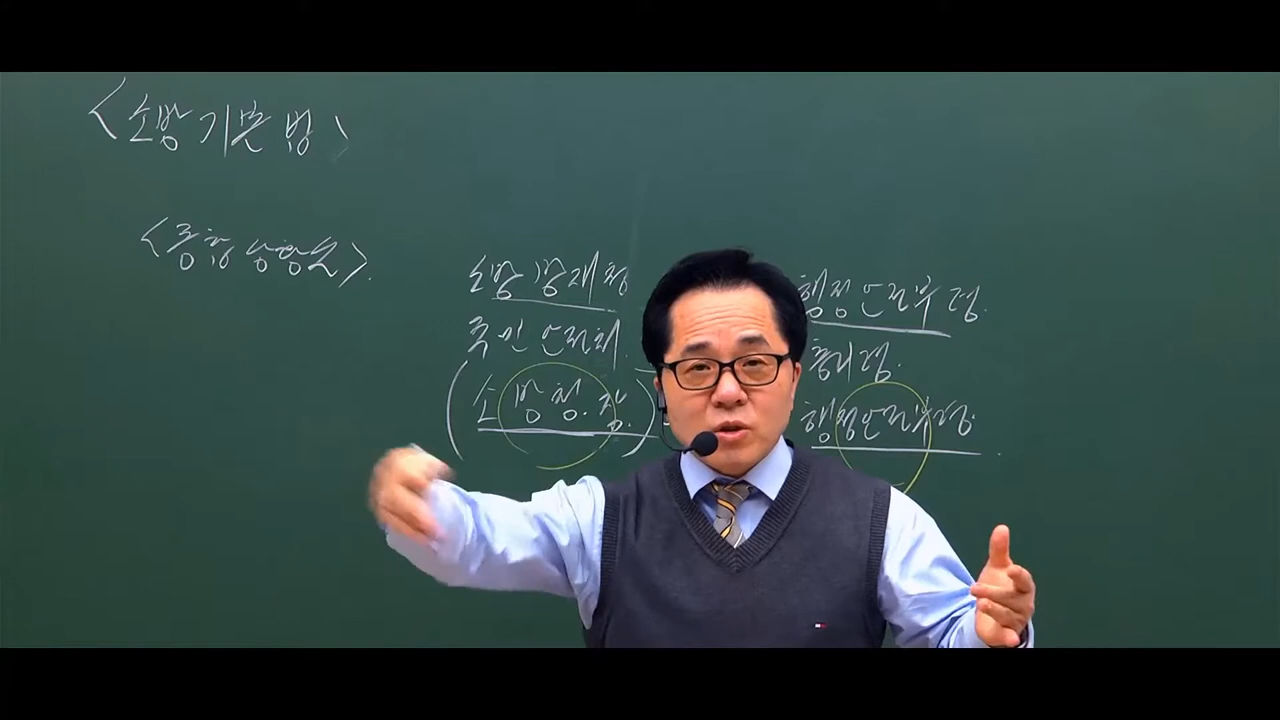 <소방기본법>
<종합상황실>
소방방재청 행정안전부령.
국민안전처. 총리령.
(소방청.장.) 행정안전부령.